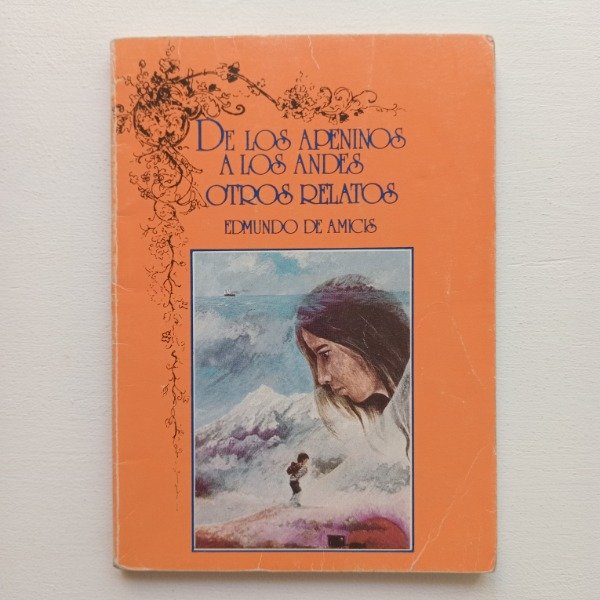 DE LOS APENINOS
A LOS ANDES
OTROS RELATOS
EDMUNDO DE AMICIS